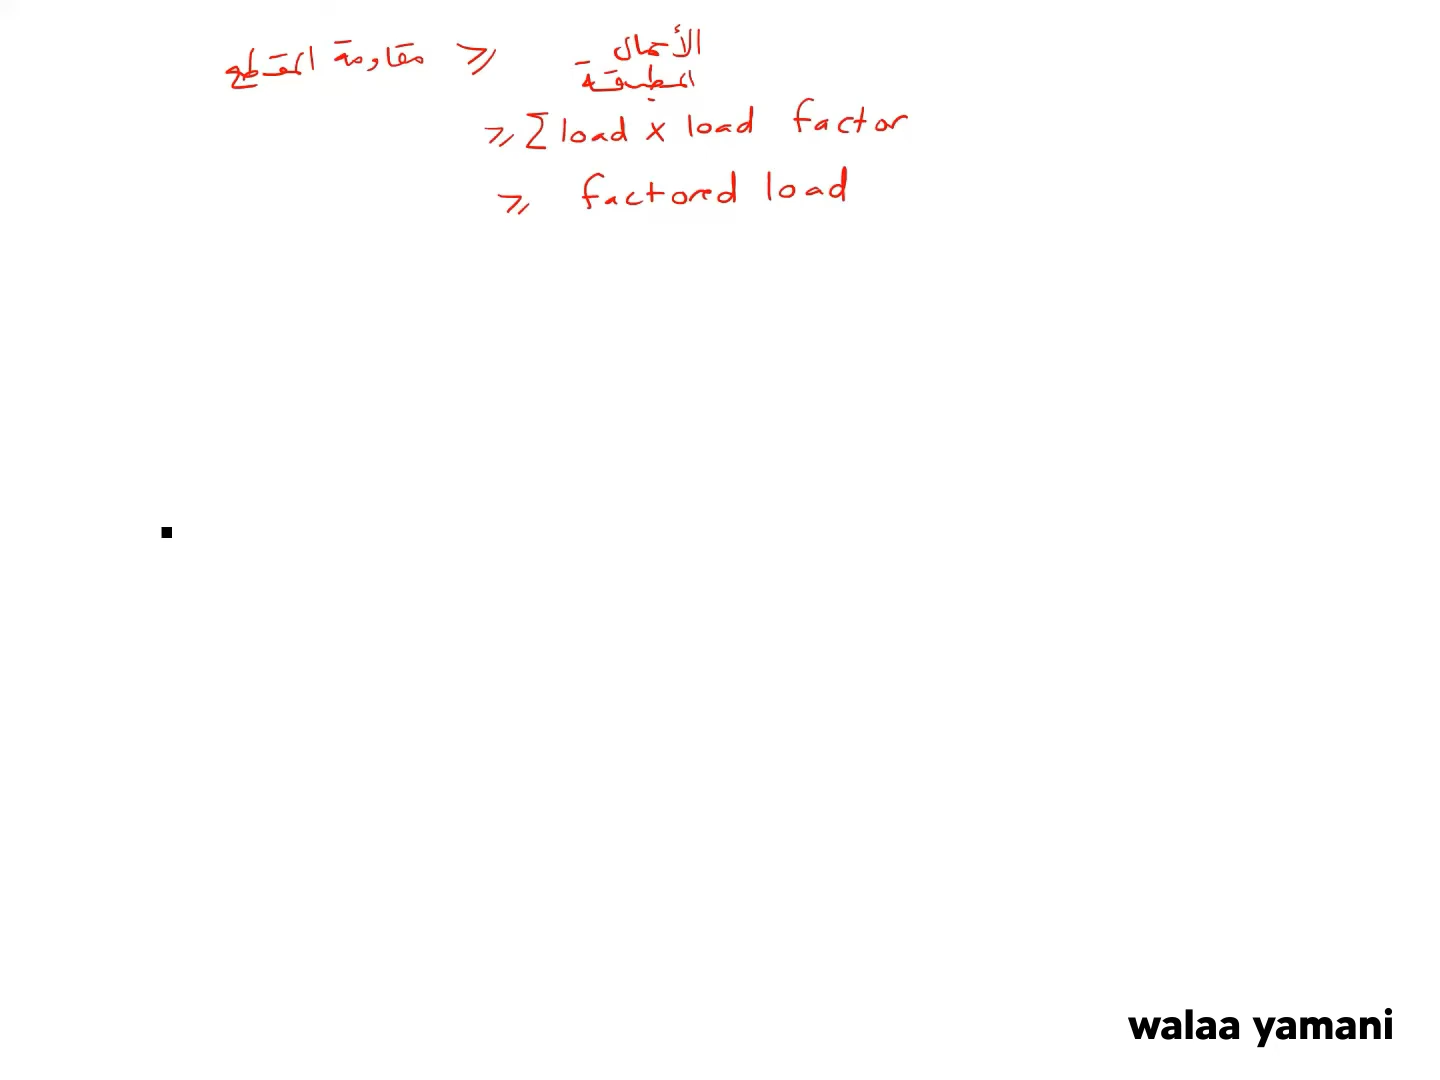 مقاومة المقطع ⩾ الأحمال المطبقة
⩾ Σ load x load factor
⩾ factored load
▪
walaa yamani